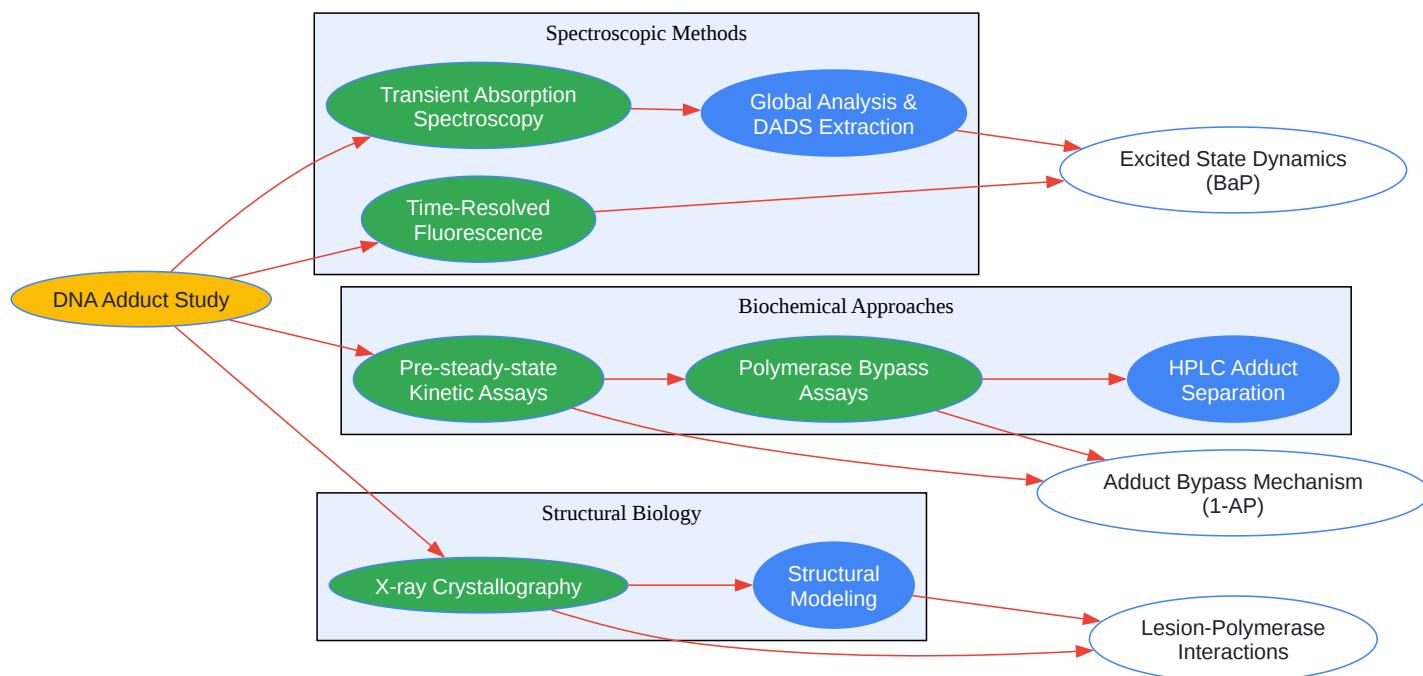 Spectroscopic Methods
Transient Absorption
Spectroscopy
Global Analysis &
DADS Extraction
Excited State Dynamics
(BaP)
Time-Resolved
Fluorescence
DNA Adduct Study
Biochemical Approaches
Pre-steady-state
Kinetic Assays
Polymerase Bypass
Assays
HPLC Adduct
Separation
Adduct Bypass Mechanism
(1-AP)
Structural Biology
X-ray Crystallography
Structural
Modeling
Lesion-Polymerase
Interactions